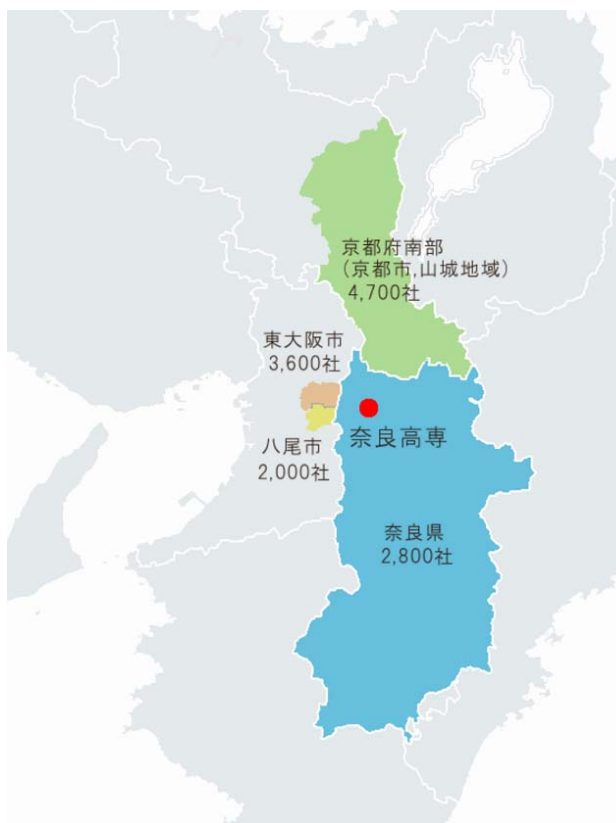 京都府南部
(京都市,山城地域)
4,700社
東大阪市
3,600社
奈良高専
八尾市
2,000社
奈良県
2,800社